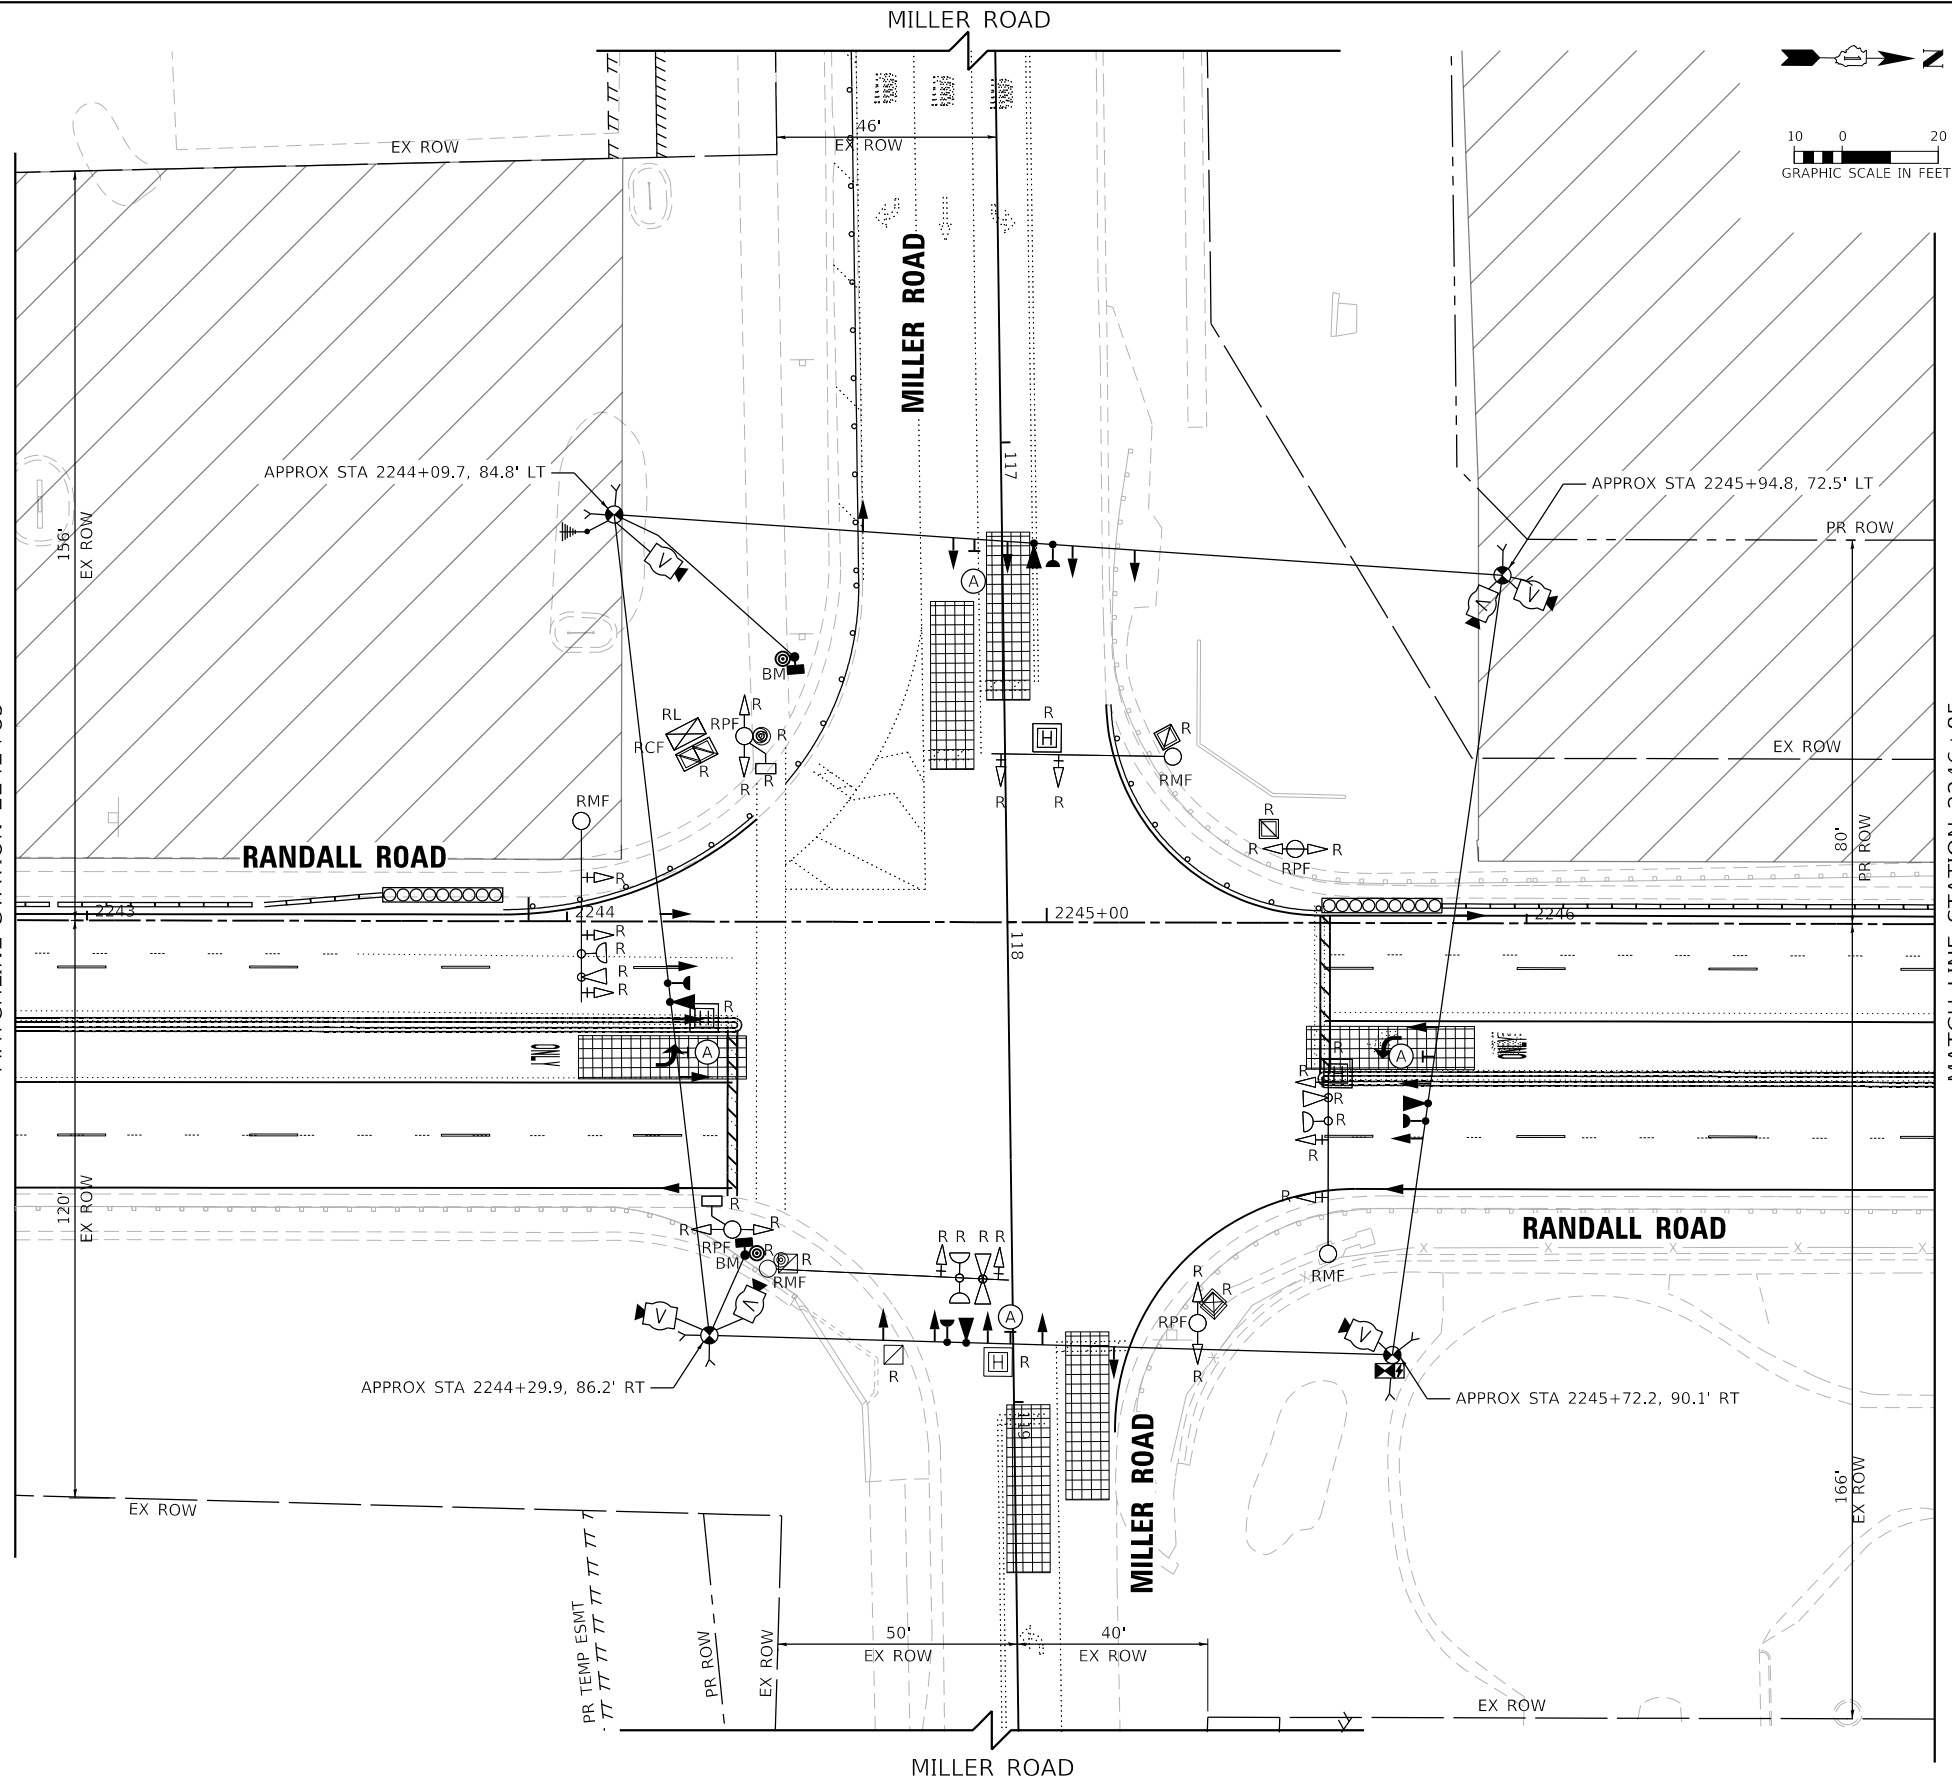 MILLER ROAD
N
10 0 20
GRAPHIC SCALE IN FEET
46'
EX ROW
EX ROW
MILLER ROAD
117
APPROX STA 2244+09.7, 84.8' LT
APPROX STA 2245+94.8, 72.5' LT
PR ROW
156'
EX ROW
V
V
V
A
BM
R
RL
RPF
R
RCF
R
R
R
H
R
RMF
R
R
EX ROW
RMF
R
RPF
R
R
80'
PR ROW
RANDALL ROAD
R
2243
2244
2245+00
2246
118
R
R
R
R
R
H
A
ONLY
R
H
A
ONLY
R
R
R
R
R
RMF
RANDALL ROAD
120'
EX ROW
R
R
R
RPF
BM
R
R
RMF
R R R R
V
V
A
H
R
R
R
RPF
R
R
V
APPROX STA 2244+29.9, 86.2' RT
APPROX STA 2245+72.2, 90.1' RT
119
MILLER ROAD
166'
EX ROW
EX ROW
PR TEMP ESMT
PR ROW
EX ROW
50'
EX ROW
40'
EX ROW
EX ROW
MILLER ROAD